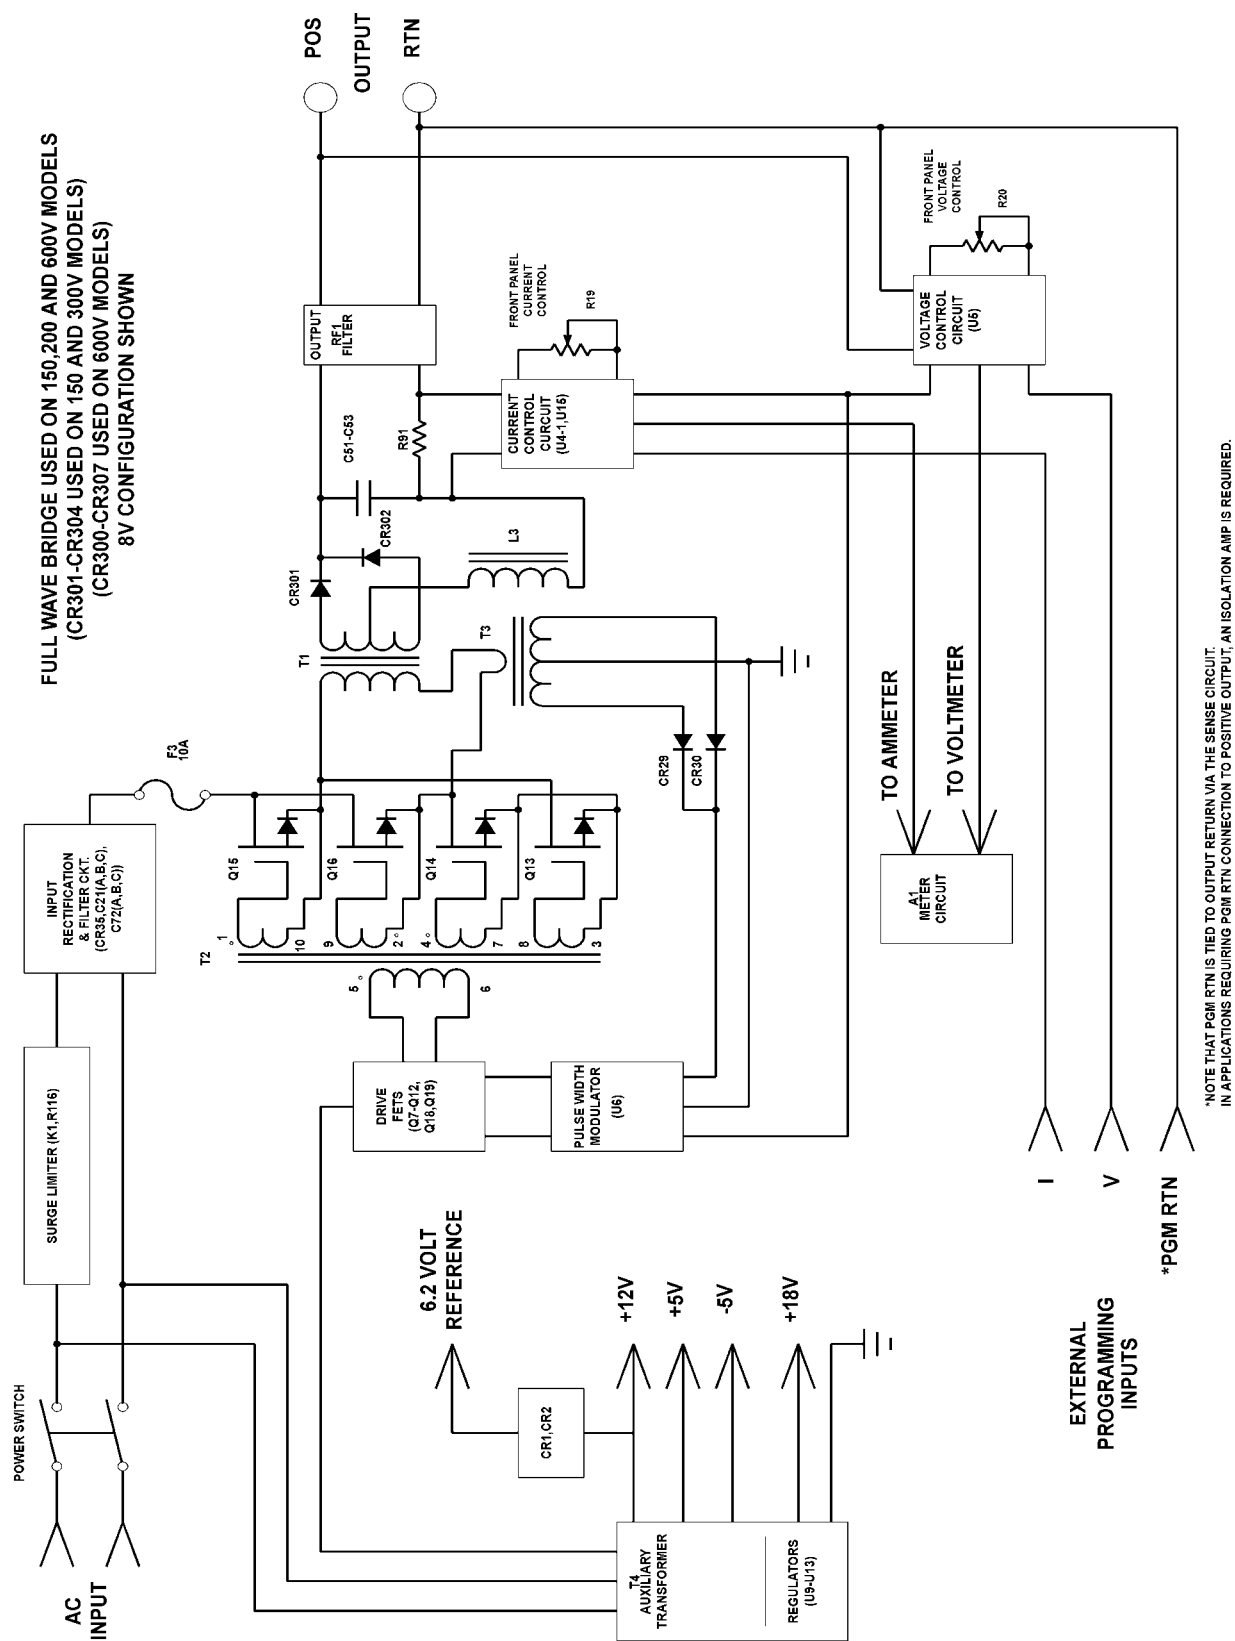 FULL WAVE BRIDGE USED ON 150,200 AND 600V MODELS
(CR301-CR304 USED ON 150 AND 300V MODELS)
(CR300-CR307 USED ON 600V MODELS)
8V CONFIGURATION SHOWN
AC
INPUT
POWER SWITCH
SURGE LIMITER (K1,R116)
INPUT
RECTIFICATION
& FILTER CKT.
(CR35,C21(A,B,C),
C72(A,B,C))
F3
10A
Q15
Q16
Q14
Q13
T2
1
10
9
2
4
7
8
3
5
6
T1
CR301
CR302
C51-C53
R91
L3
T3
CR29
CR30
OUTPUT
RF1
FILTER
POS
OUTPUT
RTN
DRIVE
FETS
(Q7-Q12,
Q18,Q19)
PULSE WIDTH
MODULATOR
(U6)
CURRENT
CONTROL
CURCUIT
(U4-1,U15)
FRONT PANEL
CURRENT
CONTROL
R19
VOLTAGE
CONTROL
CIRCUIT
(U5)
FRONT PANEL
VOLTAGE
CONTROL
R20
A1
METER
CIRCUIT
TO AMMETER
TO VOLTMETER
T4
AUXILIARY
TRANSFORMER
REGULATORS
(U9-U13)
CR1,CR2
6.2 VOLT
REFERENCE
+12V
+5V
-5V
+18V
EXTERNAL
PROGRAMMING
INPUTS
I
V
*PGM RTN
*NOTE THAT PGM RTN IS TIED TO OUTPUT RETURN VIA THE SENSE CIRCUIT.
IN APPLICATIONS REQUIRING PGM RTN CONNECTION TO POSITIVE OUTPUT, AN ISOLATION AMP IS REQUIRED.